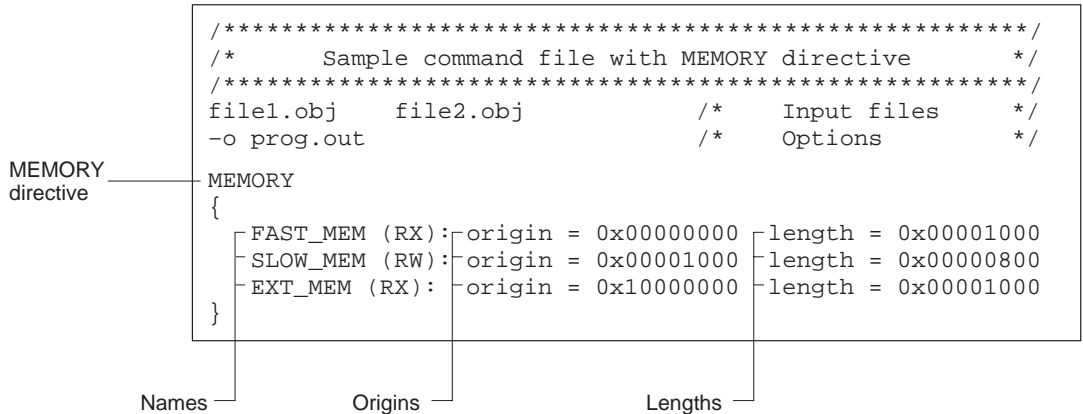 /********************************************************/
/*      Sample command file with MEMORY directive       */
/********************************************************/
file1.obj    file2.obj            /*    Input files     */
-o prog.out                       /*    Options         */
MEMORY directive
MEMORY
{
FAST_MEM (RX): origin = 0x00000000 length = 0x00001000
SLOW_MEM (RW): origin = 0x00001000 length = 0x00000800
EXT_MEM (RX): origin = 0x10000000 length = 0x00001000
}
Names Origins Lengths